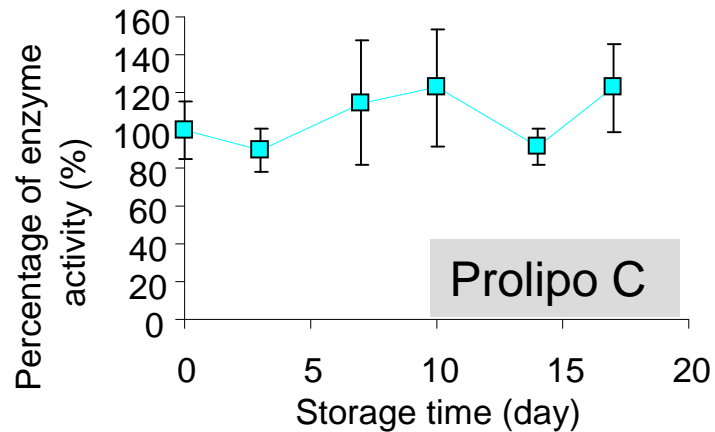 160
140
120
100
80
60
40
20
0
Percentage of enzyme
activity (%)
Prolipo C
0 5 10 15 20
Storage time (day)